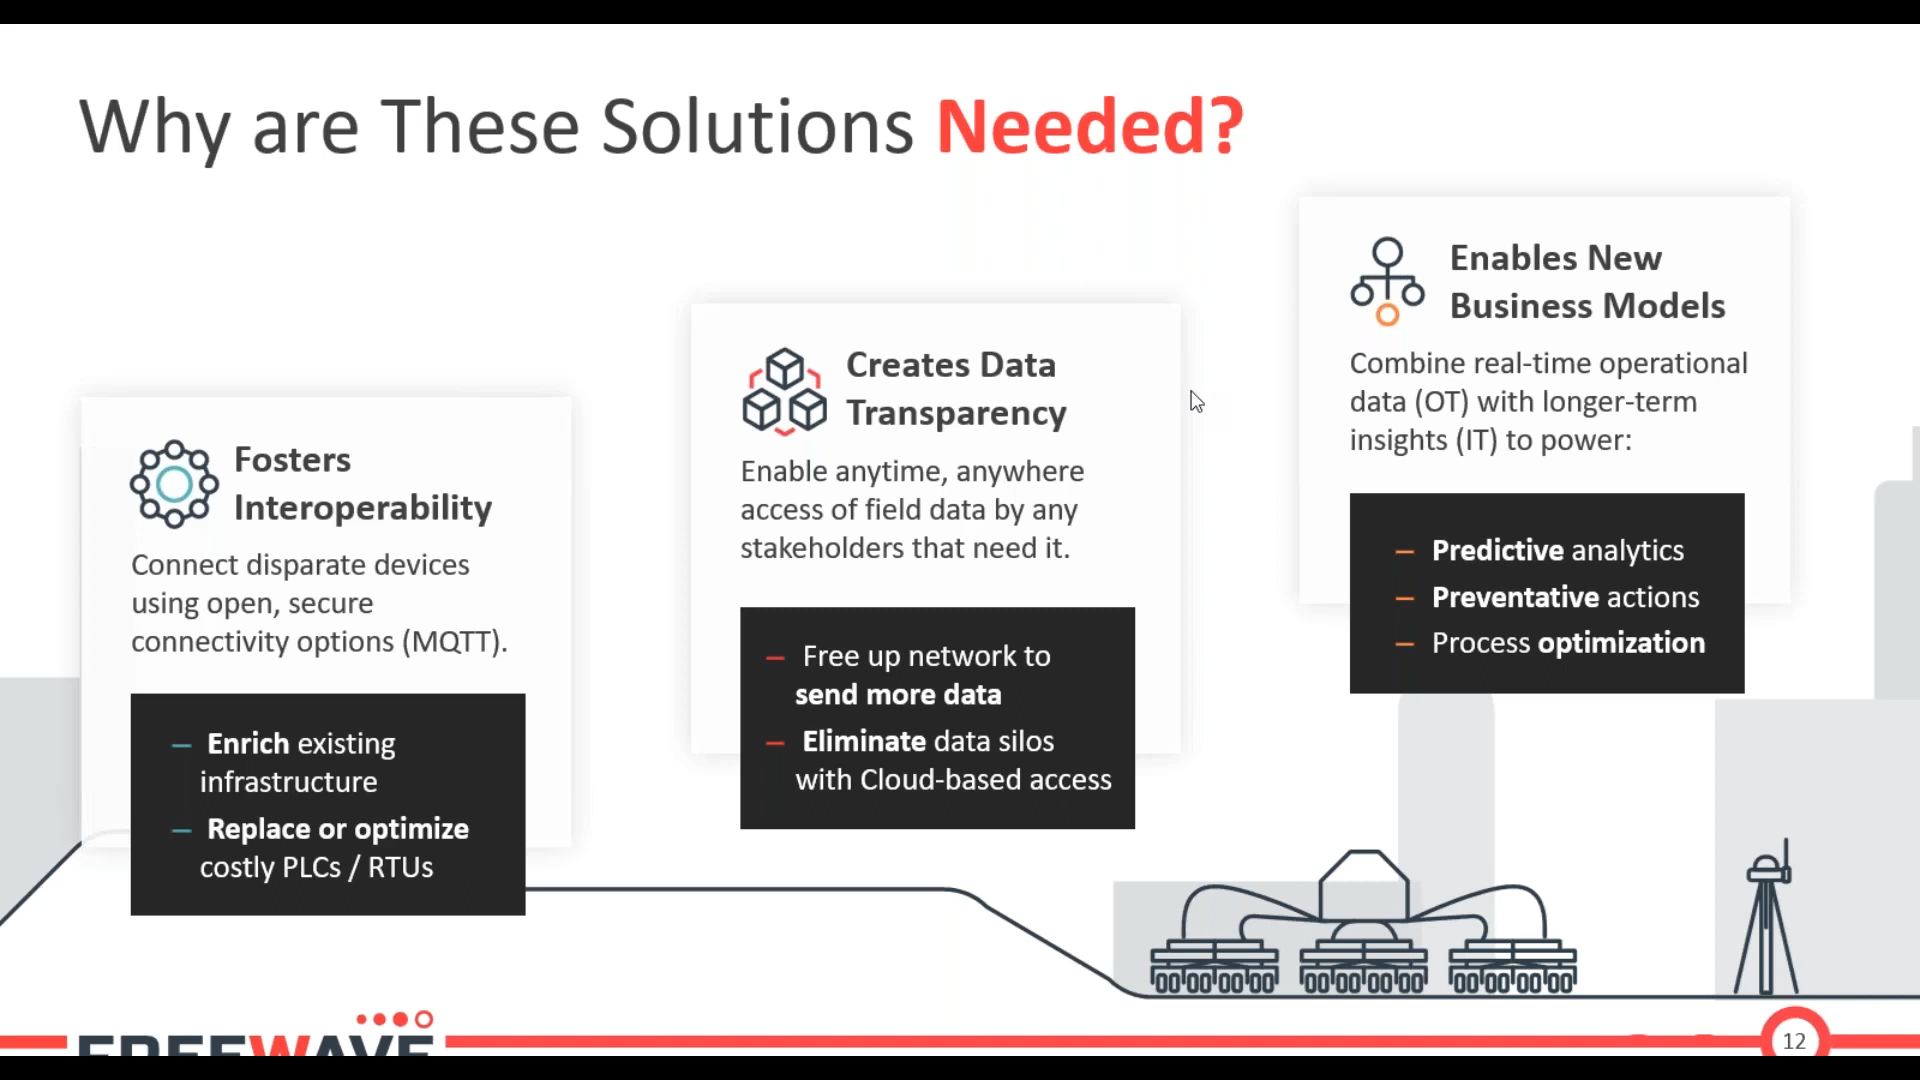 Why are These Solutions Needed?
Fosters
Interoperability
Connect disparate devices
using open, secure
connectivity options (MQTT).
– Enrich existing
infrastructure
– Replace or optimize
costly PLCs / RTUs
Creates Data
Transparency
Enable anytime, anywhere
access of field data by any
stakeholders that need it.
– Free up network to
send more data
– Eliminate data silos
with Cloud-based access
Enables New
Business Models
Combine real-time operational
data (OT) with longer-term
insights (IT) to power:
– Predictive analytics
– Preventative actions
– Process optimization
FREEWAVE
12